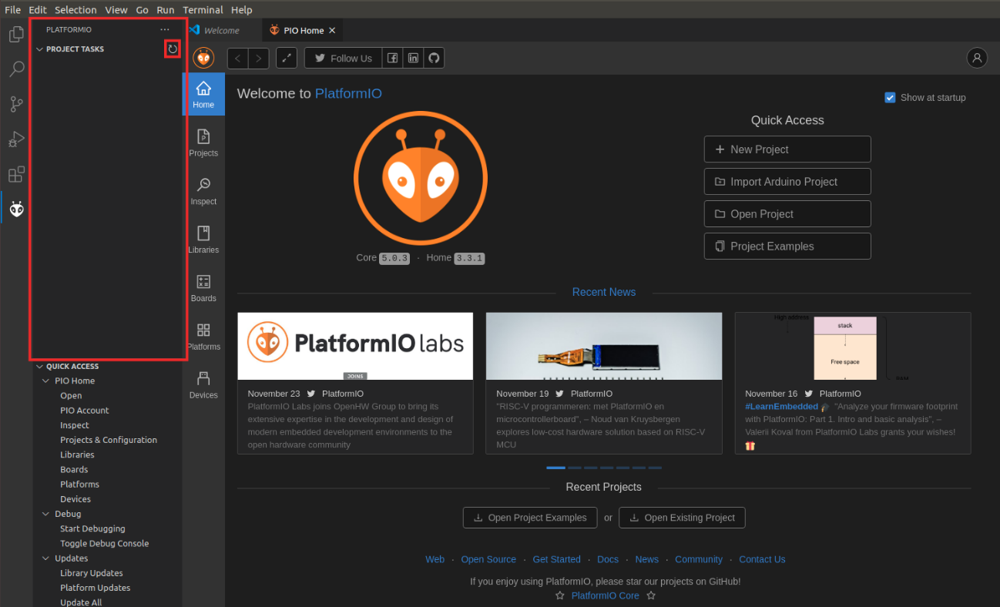 File Edit Selection View Go Run Terminal Help
PLATFORMIO
PROJECT TASKS
Welcome
PIO Home
Follow Us
Home
Projects
Inspect
Libraries
Boards
Platforms
Devices
Welcome to PlatformIO
Show at startup
Core 5.0.3 · Home 3.3.1
Quick Access
New Project
Import Arduino Project
Open Project
Project Examples
Recent News
PlatformIO labs
JOINS
November 23 PlatformIO
PlatformIO Labs joins OpenHW Group to bring its
extensive expertise in the development and design of
modern embedded development environments to the
open hardware community
November 19 PlatformIO
"RISC-V programmeren: met PlatformIO en
microcontrollerboard", – Noud van Kruysbergen
explores low-cost hardware solution based on RISC-V
MCU
High address
stack
Free space
November 16 PlatformIO
#LearnEmbedded 🎓 "Analyze your firmware footprint
with PlatformIO: Part 1. Intro and basic analysis", –
Valerii Koval from PlatformIO Labs grants your wishes!
🎁
Recent Projects
Open Project Examples or Open Existing Project
Web · Open Source · Get Started · Docs · News · Community · Contact Us
If you enjoy using PlatformIO, please star our projects on GitHub!
☆ PlatformIO Core ☆
QUICK ACCESS
PIO Home
Open
PIO Account
Inspect
Projects & Configuration
Libraries
Boards
Platforms
Devices
Debug
Start Debugging
Toggle Debug Console
Updates
Library Updates
Platform Updates
Update All